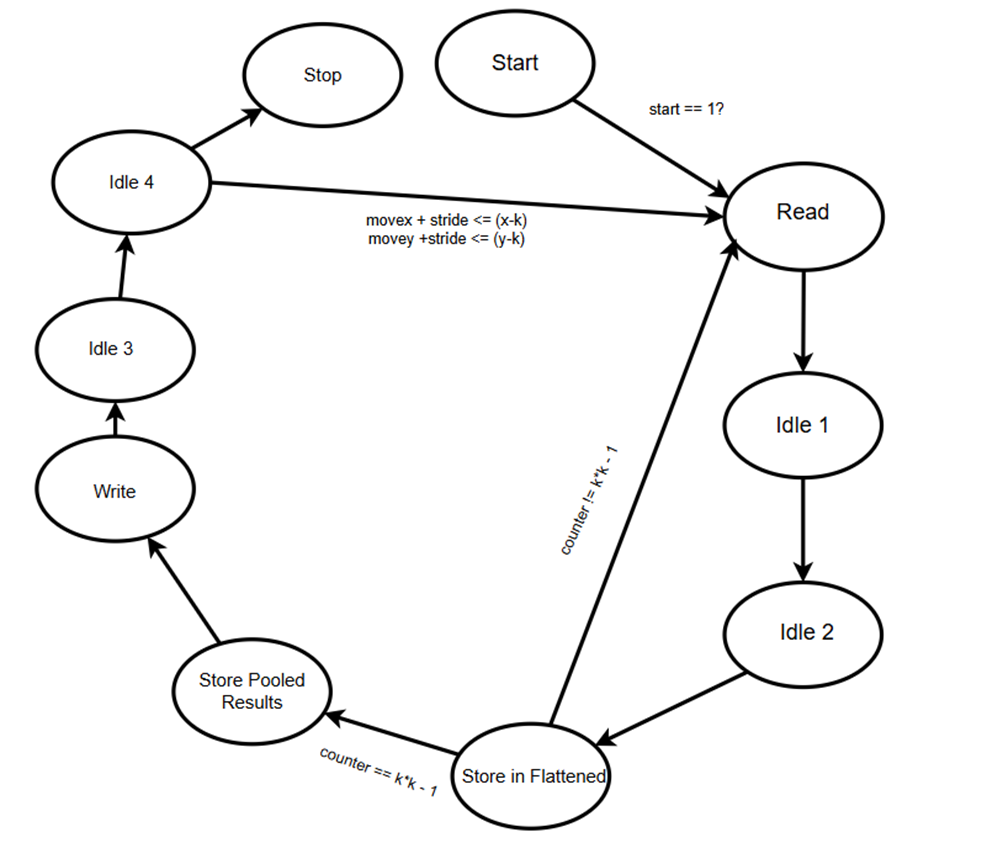 Stop
Start
start == 1?
Idle 4
Read
movex + stride <= (x-k)
movey +stride <= (y-k)
Idle 3
Idle 1
counter != k*k - 1
Write
Idle 2
Store Pooled
Results
counter == k*k - 1
Store in Flattened